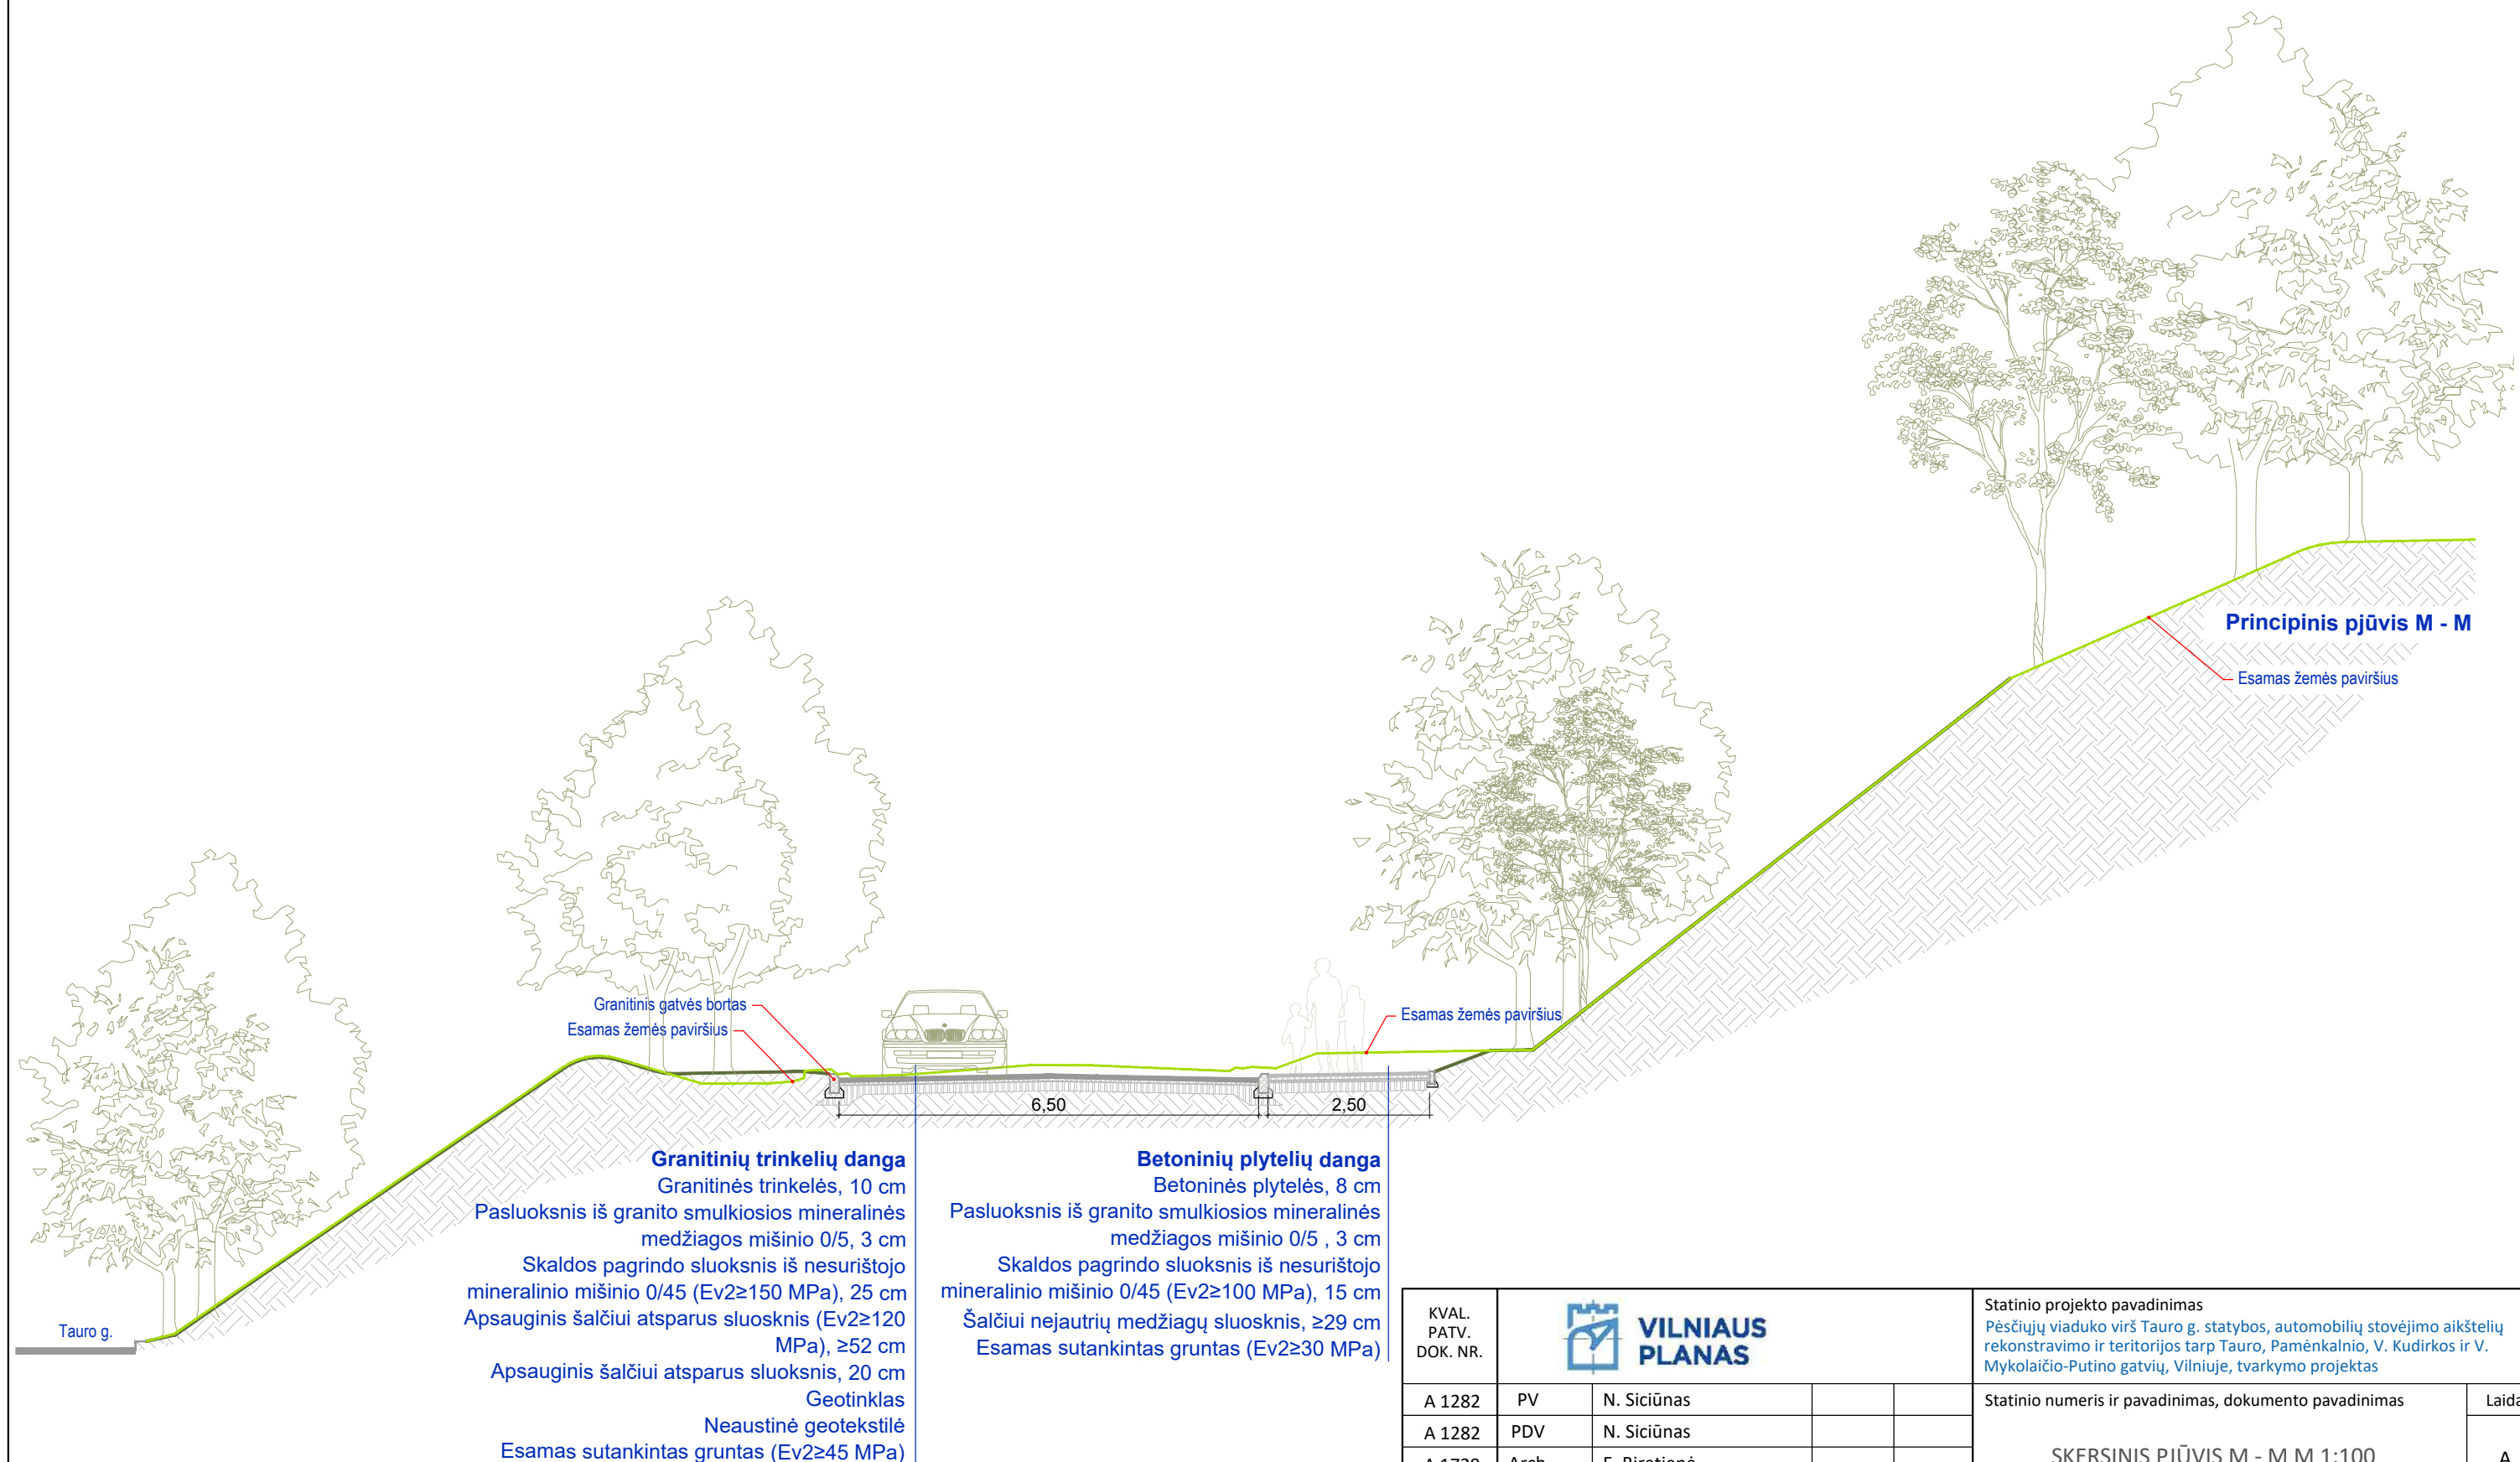 Principinis pjūvis M - M
Esamas žemės paviršius
Granitinis gatvės bortas
Esamas žemės paviršius
Esamas žemės paviršius
6,50
2,50
Tauro g.
Granitinių trinkelių danga
Granitinės trinkelės, 10 cm
Pasluoksnis iš granito smulkiosios mineralinės
medžiagos mišinio 0/5, 3 cm
Skaldos pagrindo sluoksnis iš nesurištojo
mineralinio mišinio 0/45 (Ev2≥150 MPa), 25 cm
Apsauginis šalčiui atsparus sluosknis (Ev2≥120
MPa), ≥52 cm
Apsauginis šalčiui atsparus sluoksnis, 20 cm
Geotinklas
Neaustinė geotekstilė
Esamas sutankintas gruntas (Ev2≥45 MPa)
Betoninių plytelių danga
Betoninės plytelės, 8 cm
Pasluoksnis iš granito smulkiosios mineralinės
medžiagos mišinio 0/5 , 3 cm
Skaldos pagrindo sluoksnis iš nesurištojo
mineralinio mišinio 0/45 (Ev2≥100 MPa), 15 cm
Šalčiui nejautrių medžiagų sluosknis, ≥29 cm
Esamas sutankintas gruntas (Ev2≥30 MPa)
KVAL.
PATV.
DOK. NR.
VILNIAUS
PLANAS
Statinio projekto pavadinimas
Pėsčiųjų viaduko virš Tauro g. statybos, automobilių stovėjimo aikštelių
rekonstravimo ir teritorijos tarp Tauro, Pamėnkalnio, V. Kudirkos ir V.
Mykolaičio-Putino gatvių, Vilniuje, tvarkymo projektas
A 1282 PV N. Siciūnas
Statinio numeris ir pavadinimas, dokumento pavadinimas
Laida
A 1282 PDV N. Siciūnas
SKERSINIS PJŪVIS M - M M 1:100
A